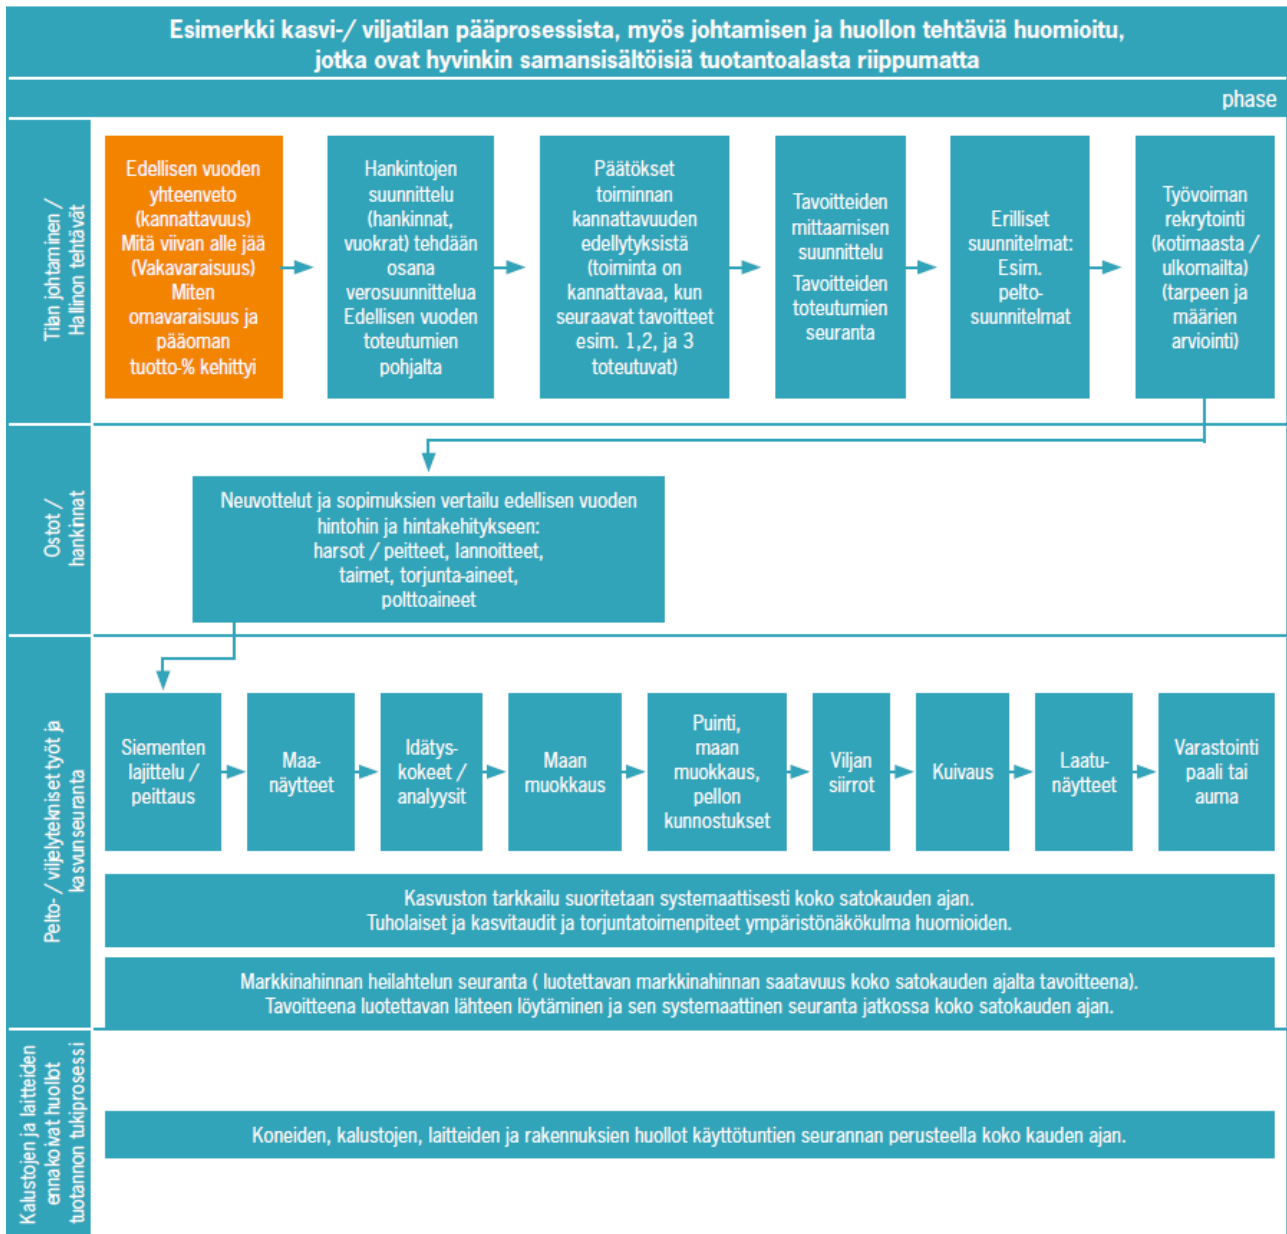 Esimerkki kasvi-/ viljatilan pääprosessista, myös johtamisen ja huollon tehtäviä huomioitu,
jotka ovat hyvinkin samansisältöisiä tuotantoalasta riippumatta
phase
Tilan johtaminen /
Hallinon tehtävät
Edellisen vuoden
yhteenveto
(kannattavuus)
Mitä viivan alle jää
(Vakavaraisuus)
Miten
omavaraisuus ja
pääoman
tuotto-% kehittyi
Hankintojen
suunnittelu
(hankinnat,
vuokrat) tehdään
osana
verosuunnittelua
Edellisen vuoden
toteutumien
pohjalta
Päätökset
toiminnan
kannattavuuden
edellytyksistä
(toiminta on
kannattavaa, kun
seuraavat tavoitteet
esim. 1,2, ja 3
toteutuvat)
Tavoitteiden
mittaamisen
suunnittelu
Tavoitteiden
toteutumien
seuranta
Erilliset
suunnitelmat:
Esim.
pelto-
suunnitelmat
Työvoiman
rekrytointi
(kotimaasta /
ulkomailta)
(tarpeen ja
määrien
arviointi)
Ostot /
hankinnat
Neuvottelut ja sopimuksien vertailu edellisen vuoden
hintohin ja hintakehitykseen:
harsot / peitteet, lannoitteet,
taimet, torjunta-aineet,
polttoaineet
Pelto- / viljelytekniset työt ja
kasvunseuranta
Siementen
lajittelu /
peittaus
Maa-
näytteet
Idätys-
kokeet /
analyysit
Maan
muokkaus
Puinti,
maan
muokkaus,
pellon
kunnostukset
Viljan
siirrot
Kuivaus
Laatu-
näytteet
Varastointi
paali tai
auma
Kasvuston tarkkailu suoritetaan systemaattisesti koko satokauden ajan.
Tuholaiset ja kasvitaudit ja torjuntatoimenpiteet ympäristönäkökulma huomioiden.
Markkinahinnan heilahtelun seuranta ( luotettavan markkinahinnan saatavuus koko satokauden ajalta tavoitteena).
Tavoitteena luotettavan lähteen löytäminen ja sen systemaattinen seuranta jatkossa koko satokauden ajan.
Kalustojen ja laitteiden
ennakoivat huollot
tuotannon tukiprosessi
Koneiden, kalustojen, laitteiden ja rakennuksien huollot käyttötuntien seurannan perusteella koko kauden ajan.